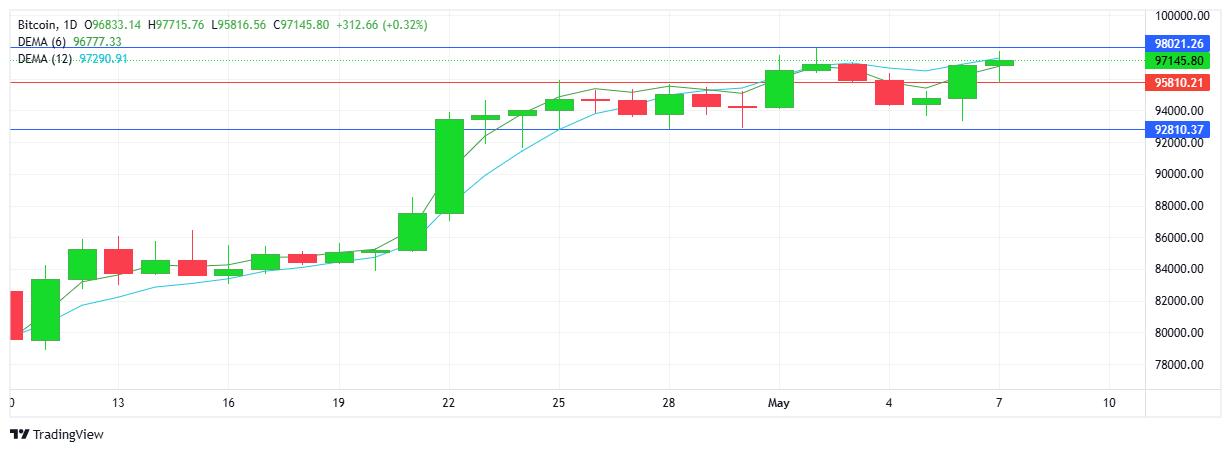 Bitcoin, 1D O96833.14 H97715.76 L95816.56 C97145.80 +312.66 (+0.32%)
DEMA (6) 96777.33
DEMA (12) 97290.91
100000.00
98021.26
97145.80
95810.21
94000.00
92810.37
92000.00
90000.00
88000.00
86000.00
84000.00
82000.00
80000.00
78000.00
0 13 16 19 22 25 28 May 4 7 10
TradingView